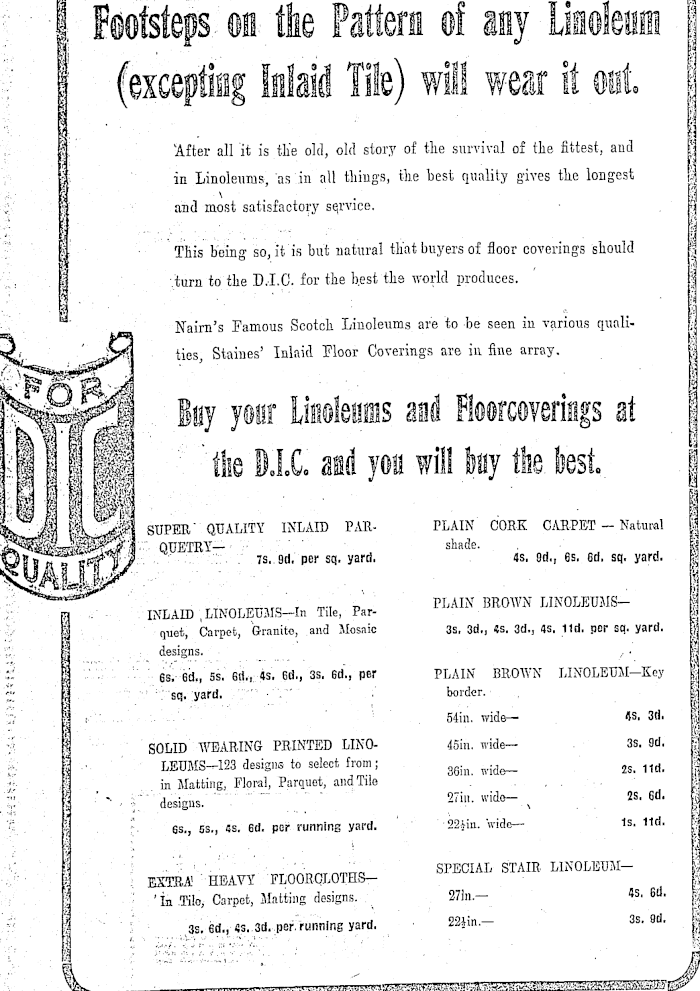 Footsteps on the Pattern of any Linoleum
(excepting Inlaid Tile) will wear it out.
After all it is the old, old story of the survival of the fittest, and
in Linoleums, as in all things, the best quality gives the longest
and most satisfactory service.
This being so, it is but natural that buyers of floor coverings should
turn to the D.I.C. for the best the world produces.
Nairn's Famous Scotch Linoleums are to be seen in various quali-
ties, Staines' Inlaid Floor Coverings are in fine array.
FOR
DIC
QUALITY
Buy your Linoleums and Floorcoverings at
the D.I.C. and you will buy the best.
SUPER QUALITY INLAID PAR-
QUETRY—
7s. 9d. per sq. yard.
INLAID LINOLEUMS—In Tile, Par-
quet, Carpet, Granite, and Mosaic
designs.
6s. 6d., 5s. 6d., 4s. 6d., 3s. 6d., per
sq. yard.
SOLID WEARING PRINTED LINO-
LEUMS—123 designs to select from;
in Matting, Floral, Parquet, and Tile
designs.
6s., 5s., 4s. 6d. per running yard.
EXTRA HEAVY FLOORCLOTHS—
In Tile, Carpet, Matting designs.
3s. 6d., 4s. 3d. per running yard.
PLAIN CORK CARPET — Natural
shade.
4s. 9d., 6s. 6d. sq. yard.
PLAIN BROWN LINOLEUMS—
3s. 3d., 4s. 3d., 4s. 11d. per sq. yard.
PLAIN BROWN LINOLEUM—Key
border.
54in. wide— 4s. 3d.
45in. wide— 3s. 9d.
36in. wide— 2s. 11d.
27in. wide— 2s. 6d.
22½in. wide— 1s. 11d.
SPECIAL STAIR LINOLEUM—
27in.— 4s. 6d.
22½in.— 3s. 9d.